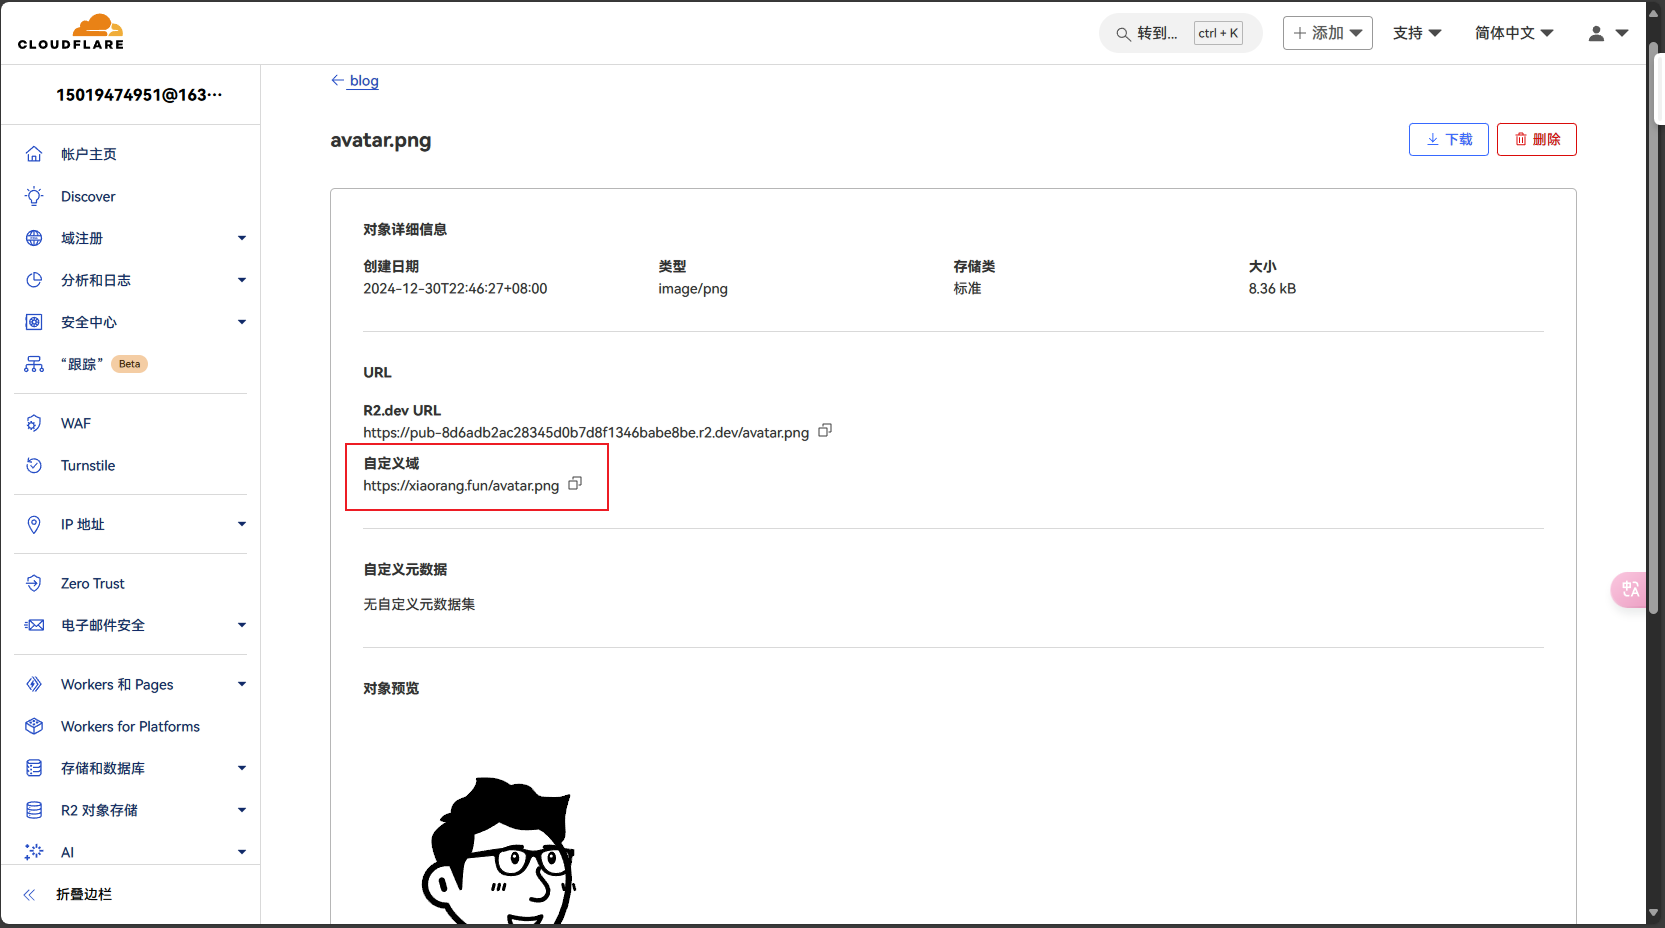 CLOUDFLARE
转到... ctrl + K
添加
支持
简体中文
15019474951@163···
帐户主页
Discover
域注册
分析和日志
安全中心
“跟踪” Beta
WAF
Turnstile
IP 地址
Zero Trust
电子邮件安全
Workers 和 Pages
Workers for Platforms
存储和数据库
R2 对象存储
AI
折叠边栏
blog
avatar.png
下载
删除
对象详细信息
创建日期
2024-12-30T22:46:27+08:00
类型
image/png
存储类
标准
大小
8.36 kB
URL
R2.dev URL
https://pub-8d6adb2ac28345d0b7d8f1346babe8be.r2.dev/avatar.png
自定义域
https://xiaorang.fun/avatar.png
自定义元数据
无自定义元数据集
对象预览
中
A